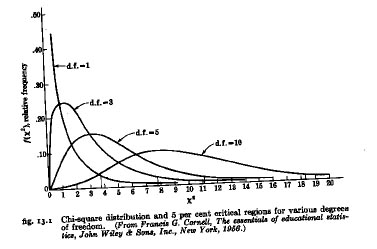 .50
.40
.30
.20
.10
0
f(χ²), relative frequency
d.f.=1
d.f.=3
d.f.=5
d.f.=10
0 1 2 3 4 5 6 7 8 9 10 11 12 13 14 15 16 17 18 19 20
χ²
fig. 13.1 Chi-square distribution and 5 per cent critical regions for various degrees
of freedom. (From Francis G. Cornell, The essentials of educational statis-
tics, John Wiley & Sons, Inc., New York, 1956.)